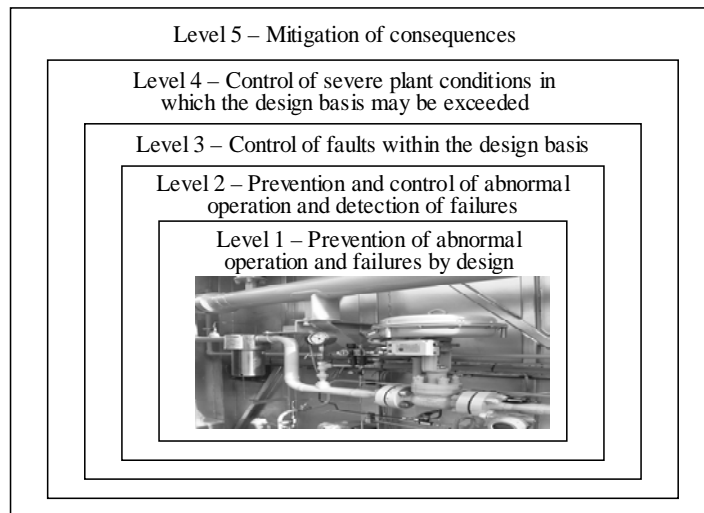 Level 5 – Mitigation of consequences
Level 4 – Control of severe plant conditions in
which the design basis may be exceeded
Level 3 – Control of faults within the design basis
Level 2 – Prevention and control of abnormal
operation and detection of failures
Level 1 – Prevention of abnormal
operation and failures by design